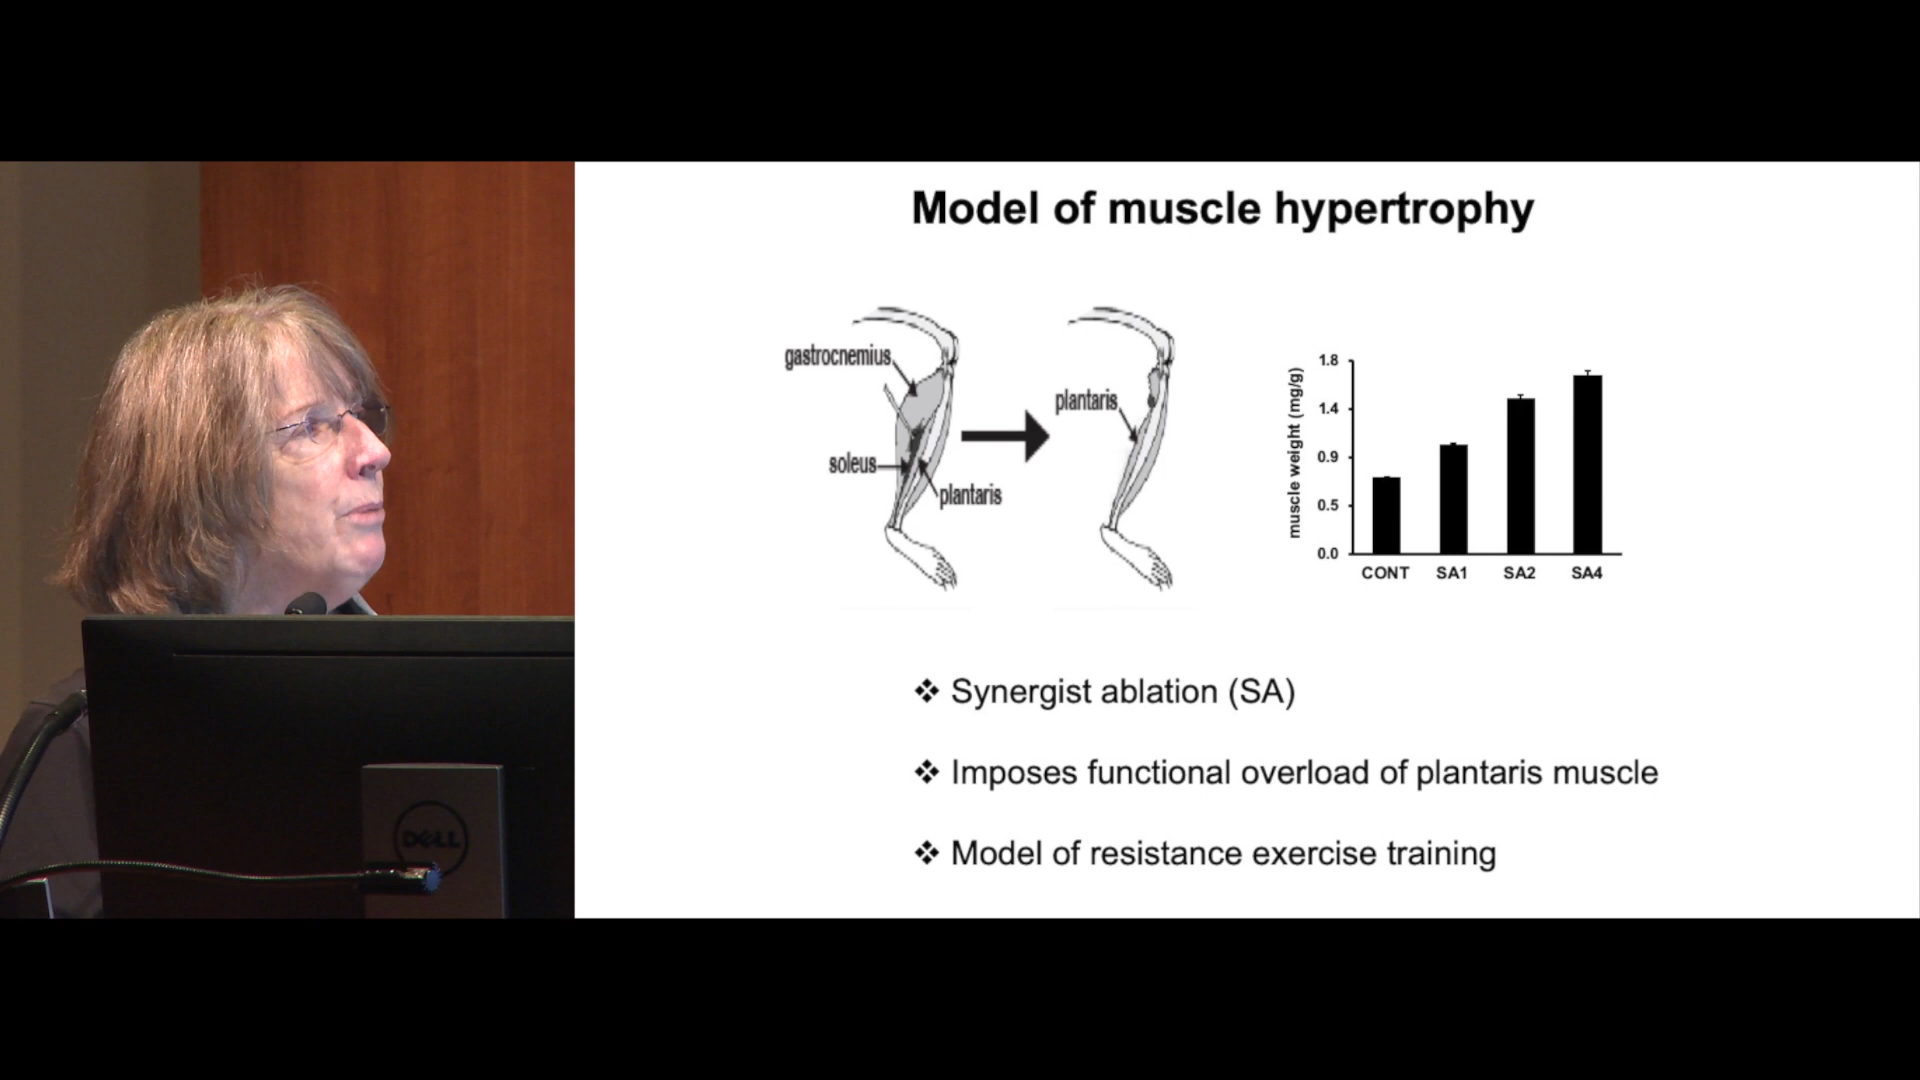 Model of muscle hypertrophy
gastrocnemius
soleus
plantaris
plantaris
muscle weight (mg/g)
1.8
1.4
0.9
0.5
0.0
CONT SA1 SA2 SA4
❖ Synergist ablation (SA)
❖ Imposes functional overload of plantaris muscle
❖ Model of resistance exercise training
DELL